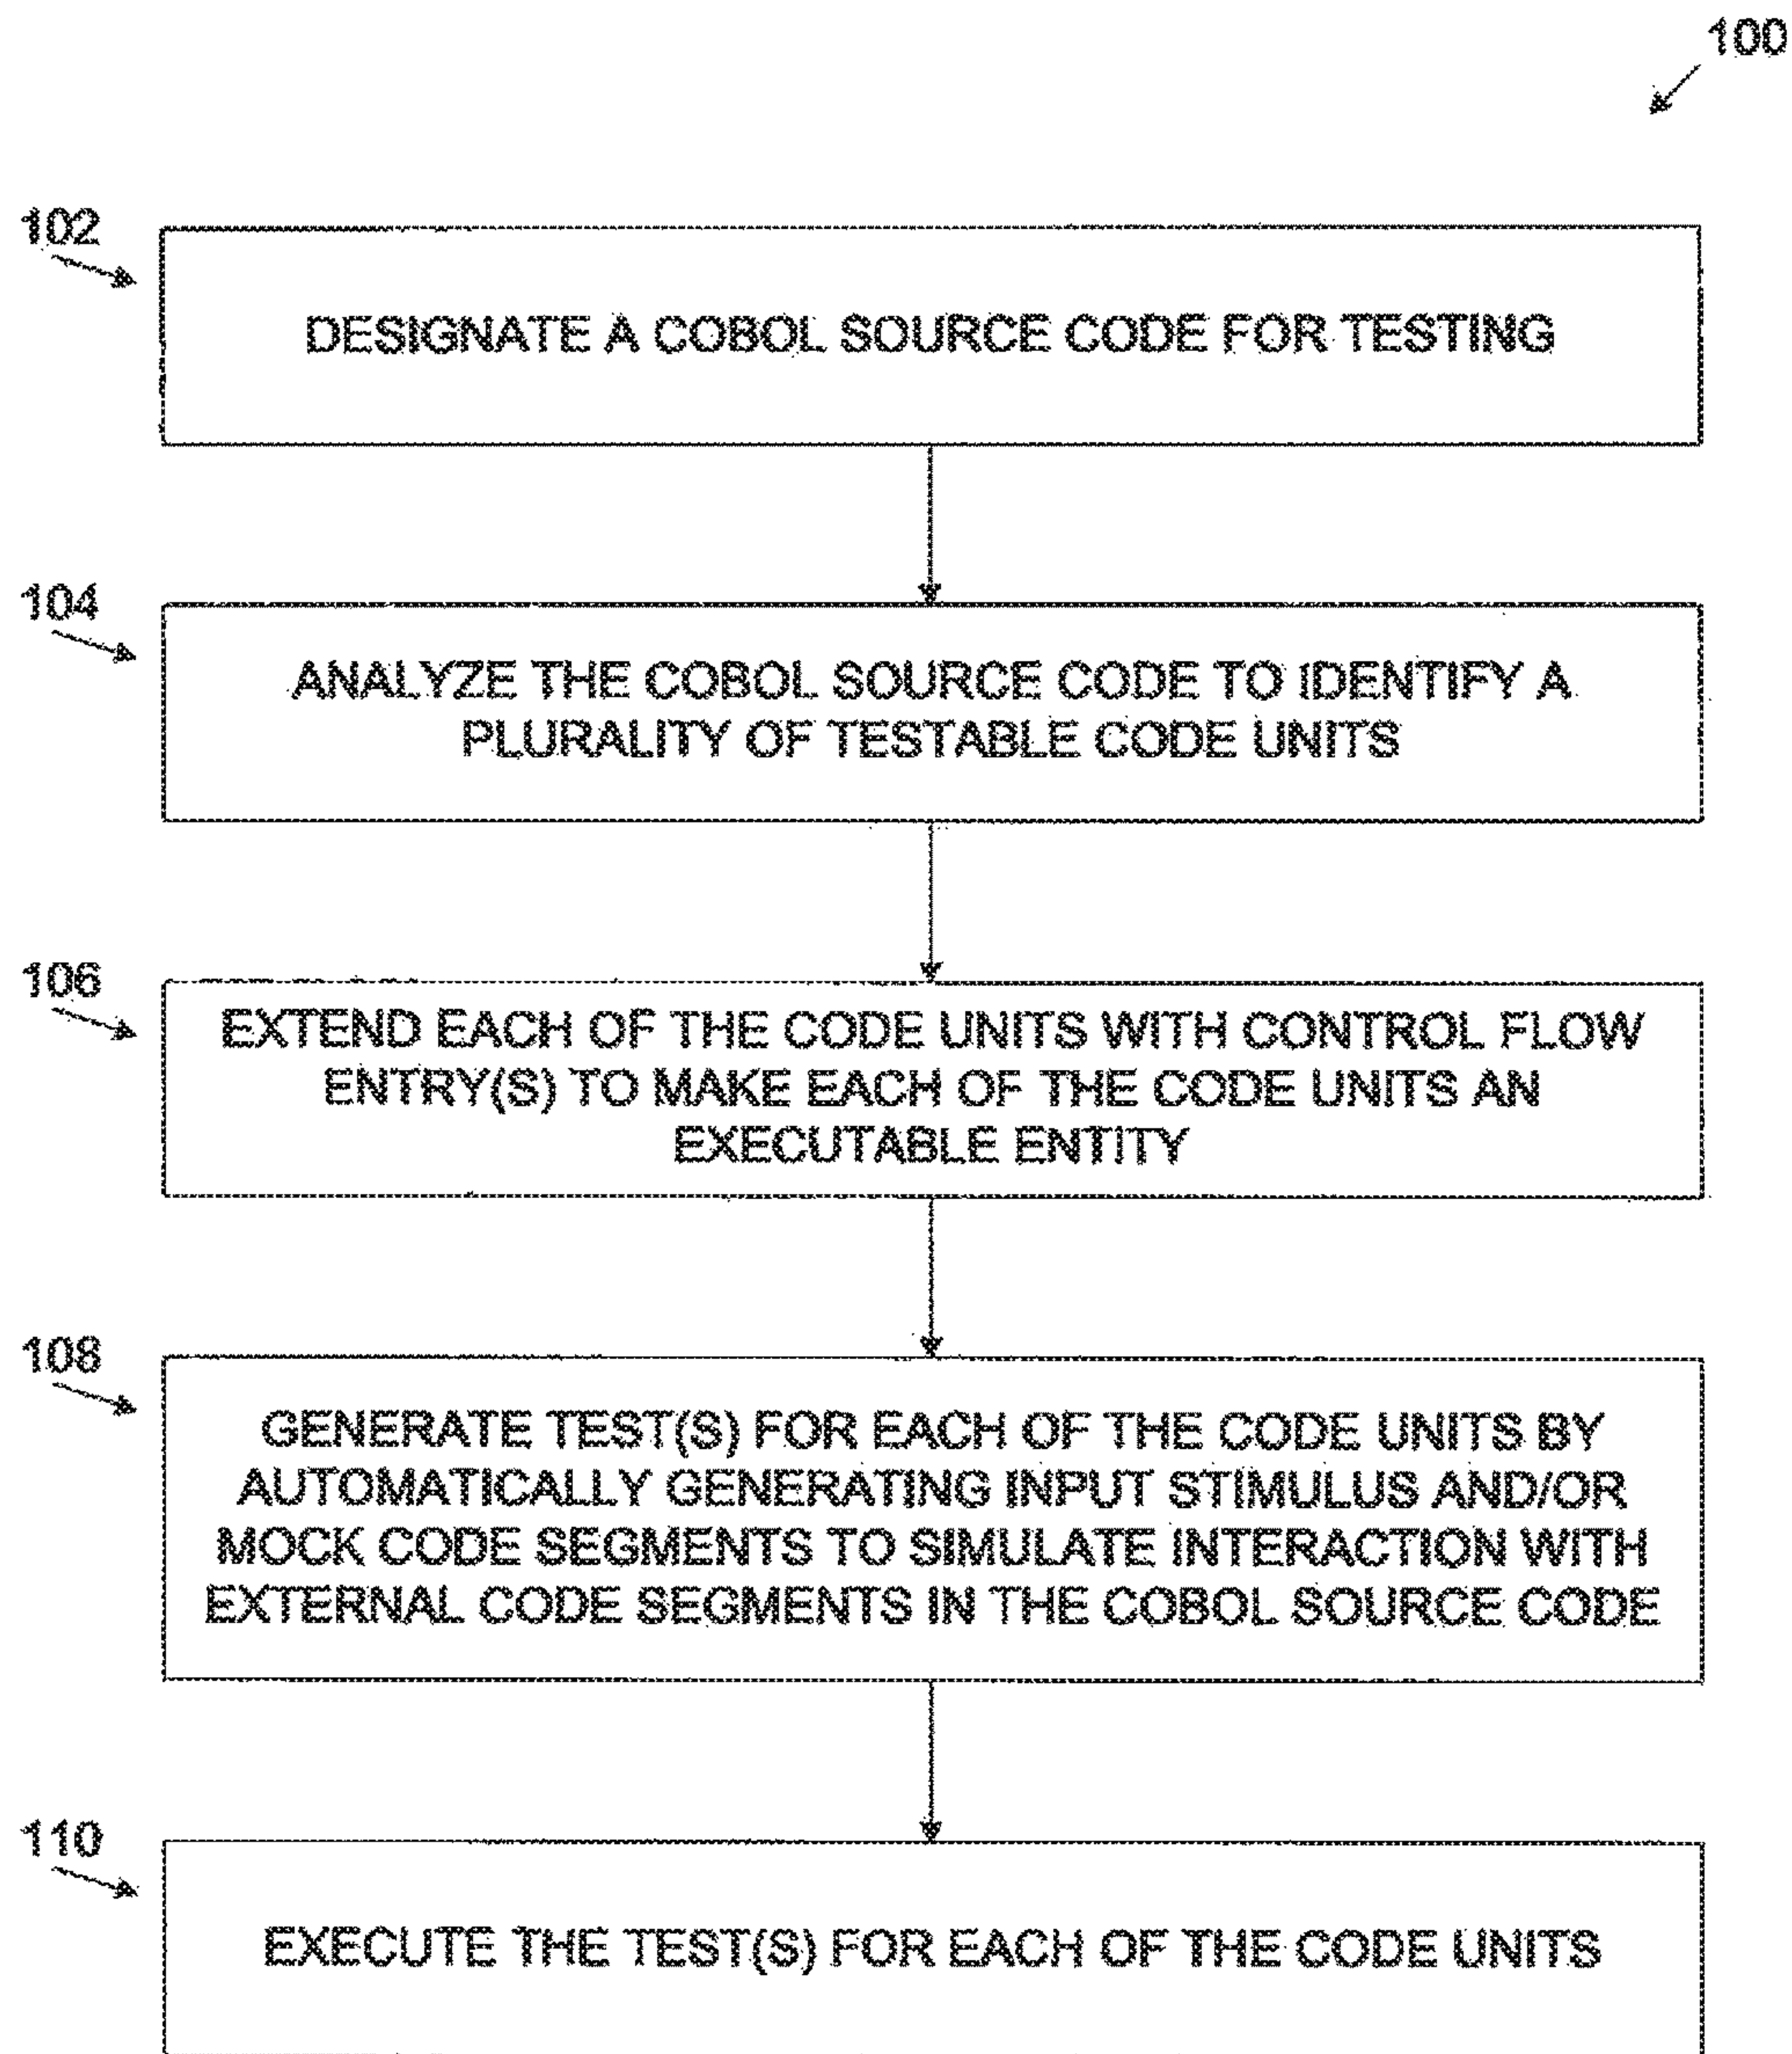 100
102
DESIGNATE A COBOL SOURCE CODE FOR TESTING
104
ANALYZE THE COBOL SOURCE CODE TO IDENTIFY A
PLURALITY OF TESTABLE CODE UNITS
106
EXTEND EACH OF THE CODE UNITS WITH CONTROL FLOW
ENTRY(S) TO MAKE EACH OF THE CODE UNITS AN
EXECUTABLE ENTITY
108
GENERATE TEST(S) FOR EACH OF THE CODE UNITS BY
AUTOMATICALLY GENERATING INPUT STIMULUS AND/OR
MOCK CODE SEGMENTS TO SIMULATE INTERACTION WITH
EXTERNAL CODE SEGMENTS IN THE COBOL SOURCE CODE
110
EXECUTE THE TEST(S) FOR EACH OF THE CODE UNITS